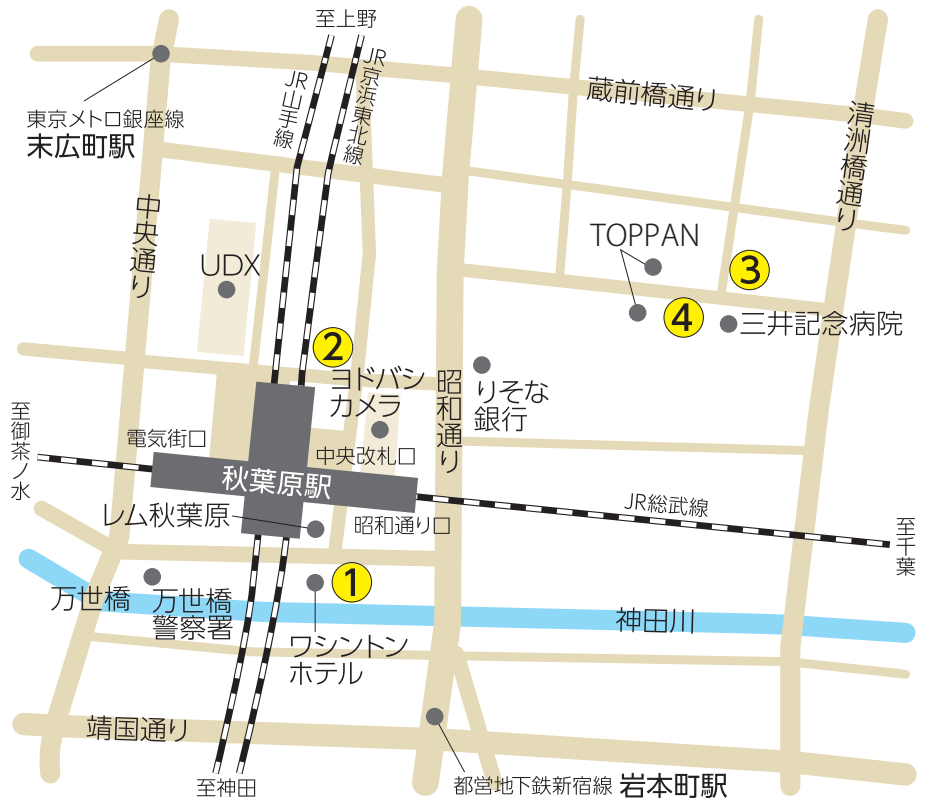 至上野
JR山手線
JR京浜東北線
東京メトロ銀座線
末広町駅
蔵前橋通り
清洲橋通り
中央通り
UDX
TOPPAN
3
4
三井記念病院
2
ヨドバシ
カメラ
昭和通り
りそな
銀行
至御茶ノ水
電気街口
中央改札口
秋葉原駅
レム秋葉原
昭和通り口
JR総武線
至千葉
1
万世橋
万世橋
警察署
神田川
ワシントン
ホテル
靖国通り
至神田
都営地下鉄新宿線 岩本町駅